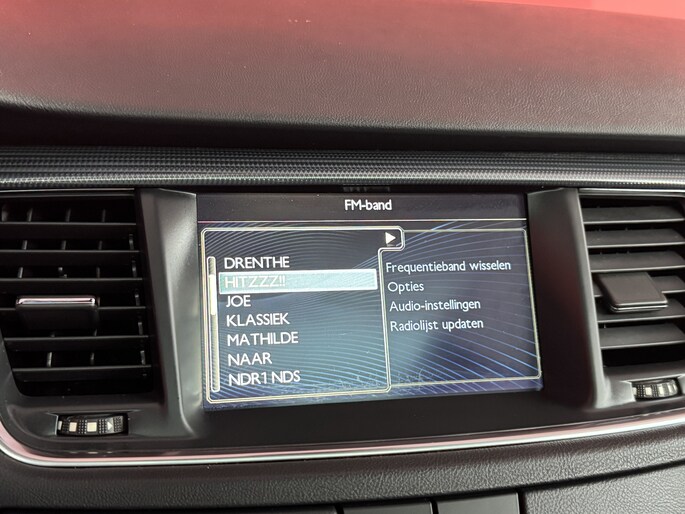 FM-band
DRENTHE
HITZZZ!!
JOE
KLASSIEK
MATHILDE
NAAR
NDR1 NDS
Frequentieband wisselen
Opties
Audio-instellingen
Radiolijst updaten